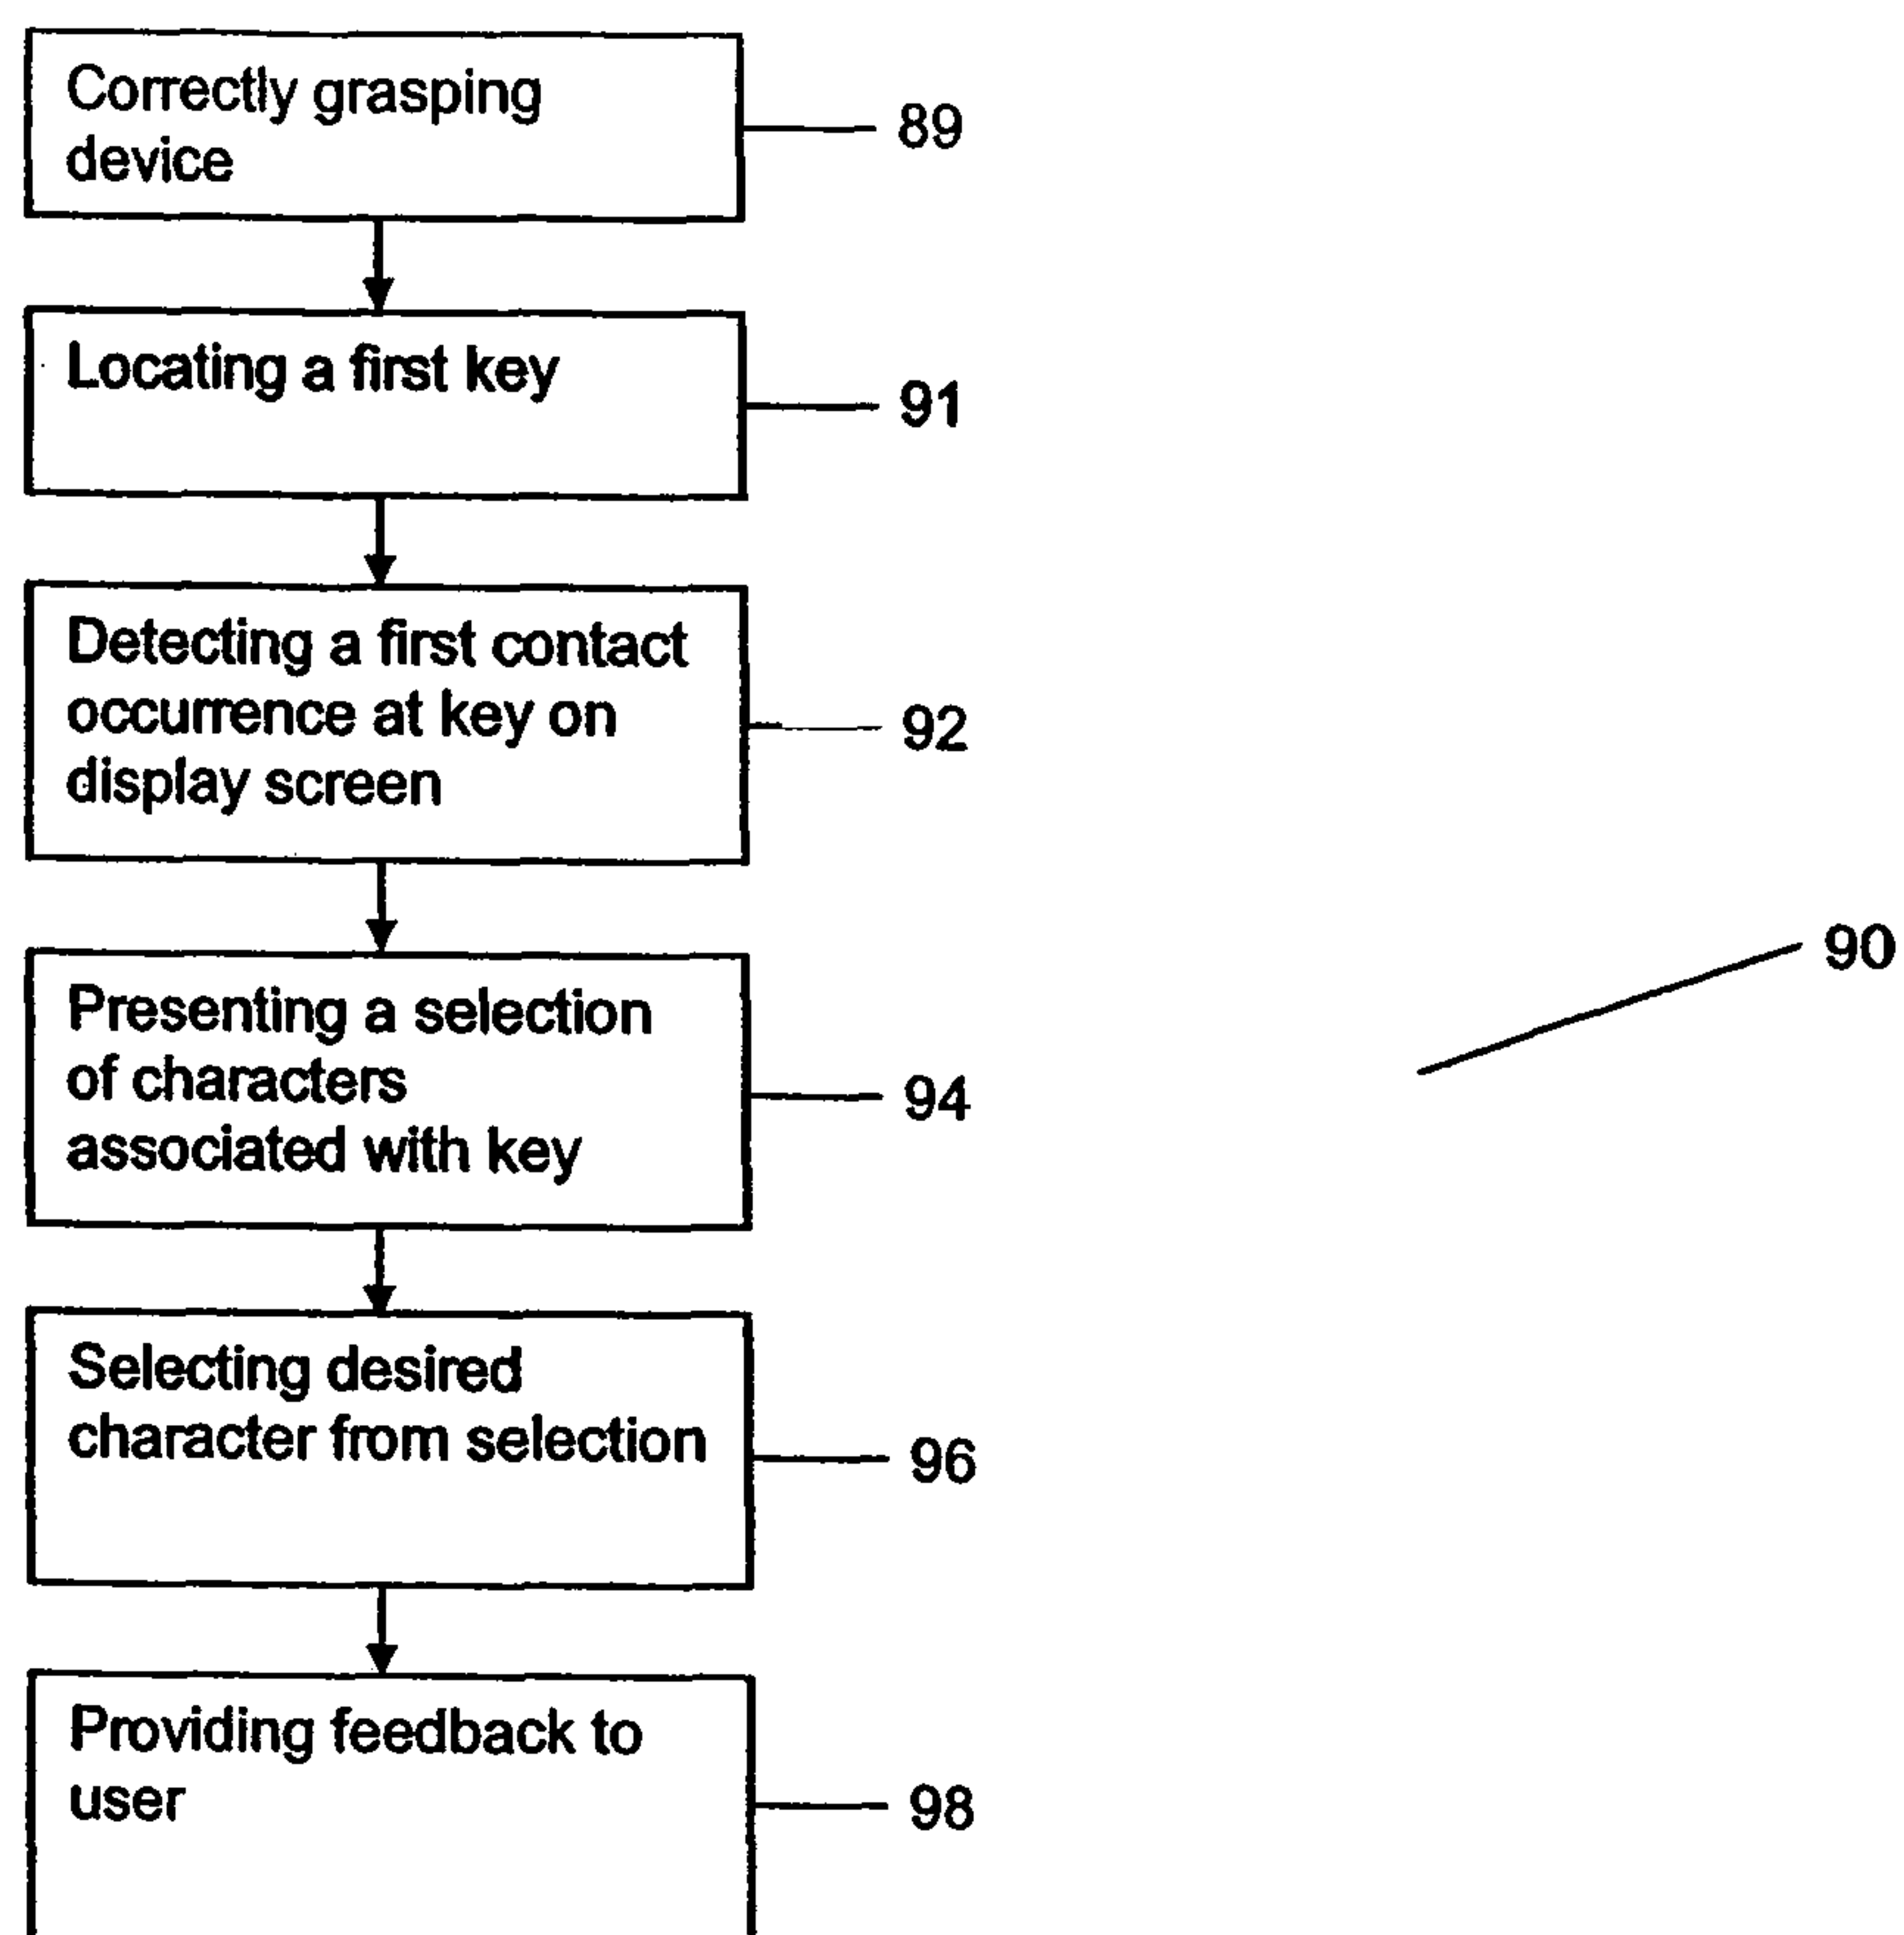 Correctly grasping
device
89
Locating a first key
91
Detecting a first contact
occurrence at key on
display screen
92
Presenting a selection
of characters
associated with key
94
90
Selecting desired
character from selection
96
Providing feedback to
user
98